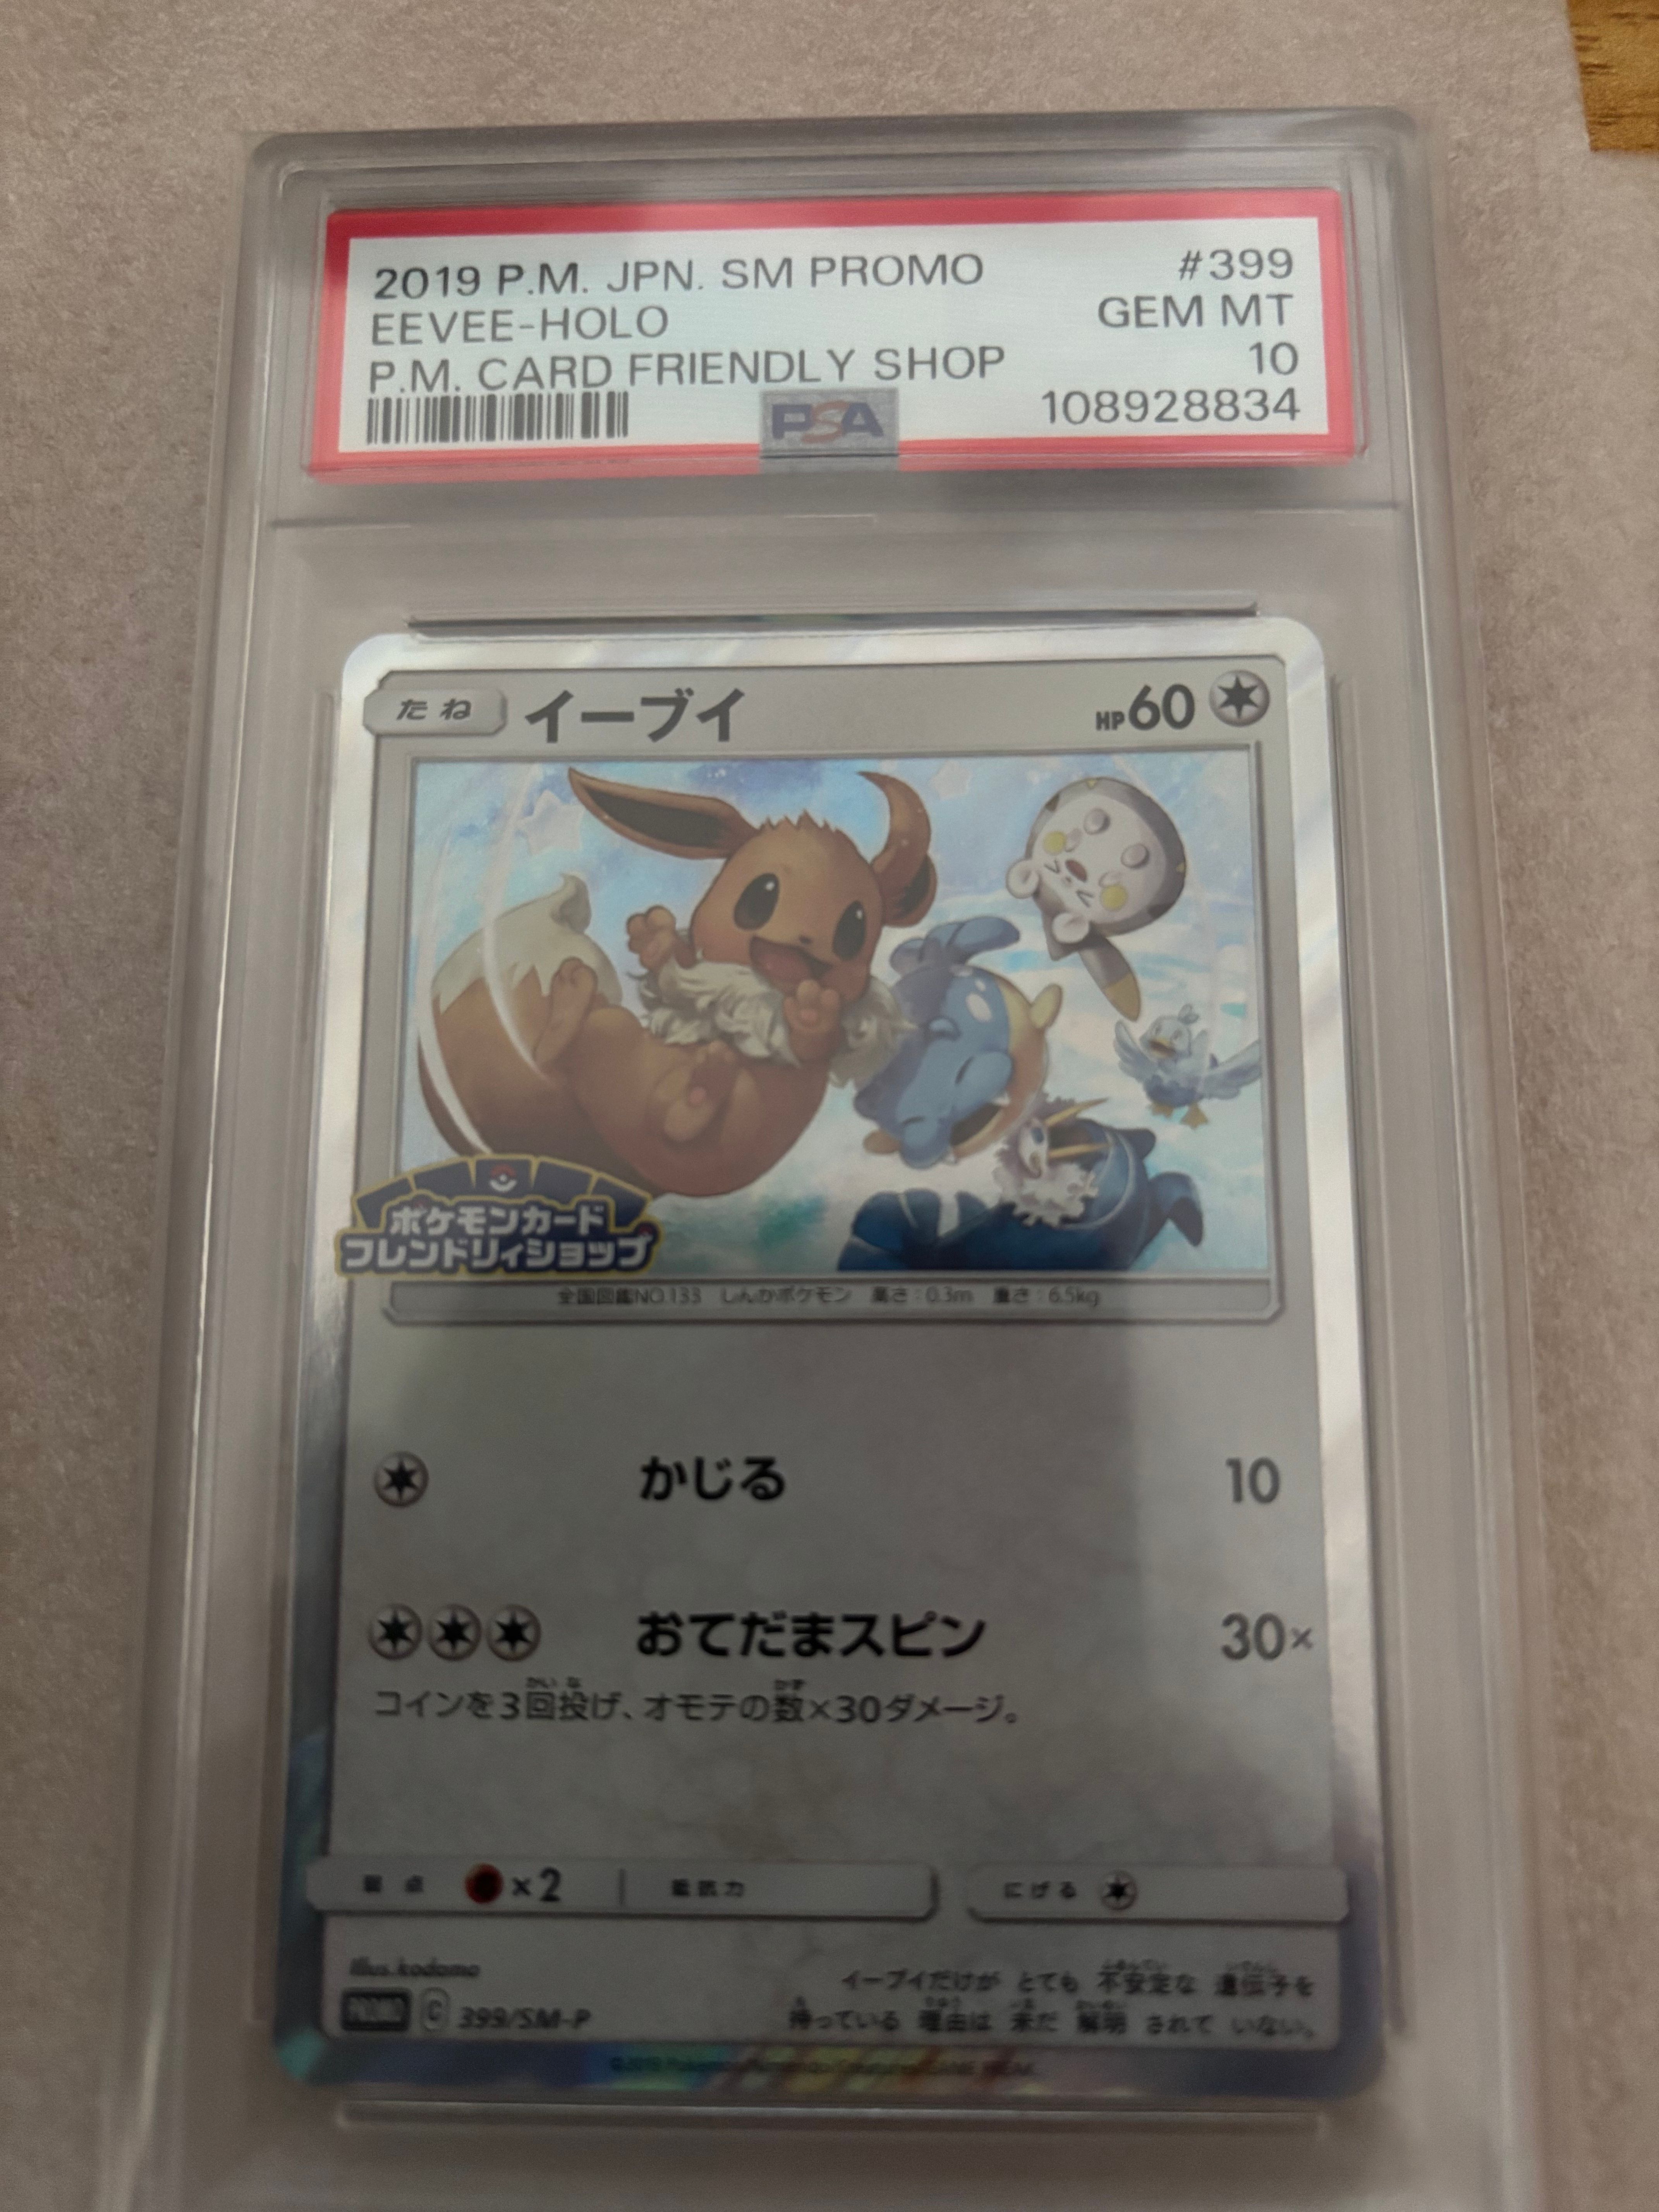 2019 P.M. JPN. SM PROMO #399
EEVEE-HOLO GEM MT
P.M. CARD FRIENDLY SHOP 10
PSA 108928834
たね イーブイ HP60
ポケモンカード
フレンドリィショップ
全国図鑑NO.133 しんかポケモン 高さ:0.3m 重さ:6.5kg
かじる 10
おてだまスピン 30×
コインを3回投げ、オモテの数×30ダメージ。
弱点 ×2 抵抗力 にげる
Illus.kodama
イーブイだけが とても 不安定な 遺伝子を
PROMO C 399/SM-P 持っている 理由は 未だ 解明 されて いない。